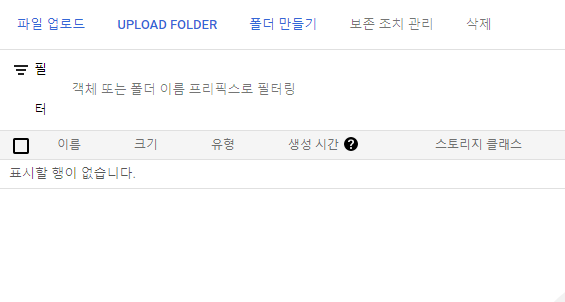 파일 업로드 UPLOAD FOLDER 폴더 만들기 보존 조치 관리 삭제
필
터
객체 또는 폴더 이름 프리픽스로 필터링
이름 크기 유형 생성 시간 ? 스토리지 클래스
표시할 행이 없습니다.